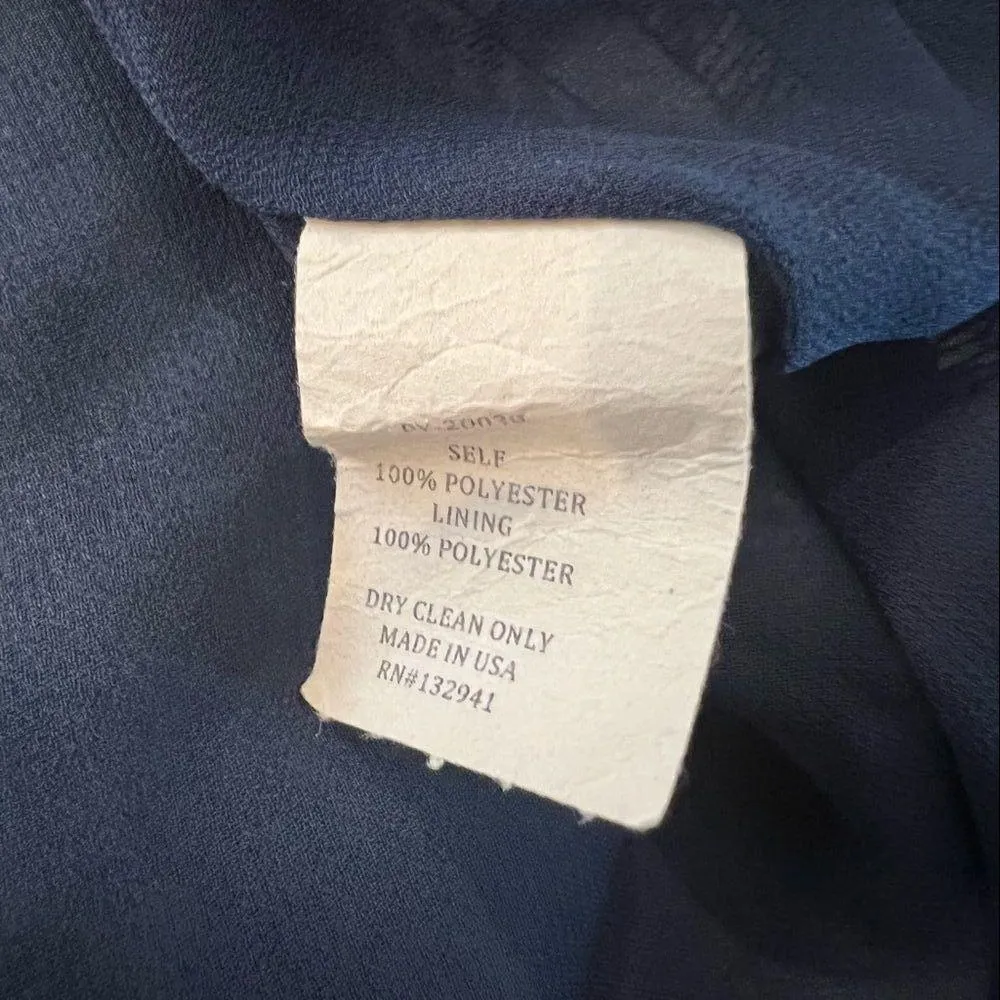 SELF
100% POLYESTER
LINING
100% POLYESTER
DRY CLEAN ONLY
MADE IN USA
RN#132941